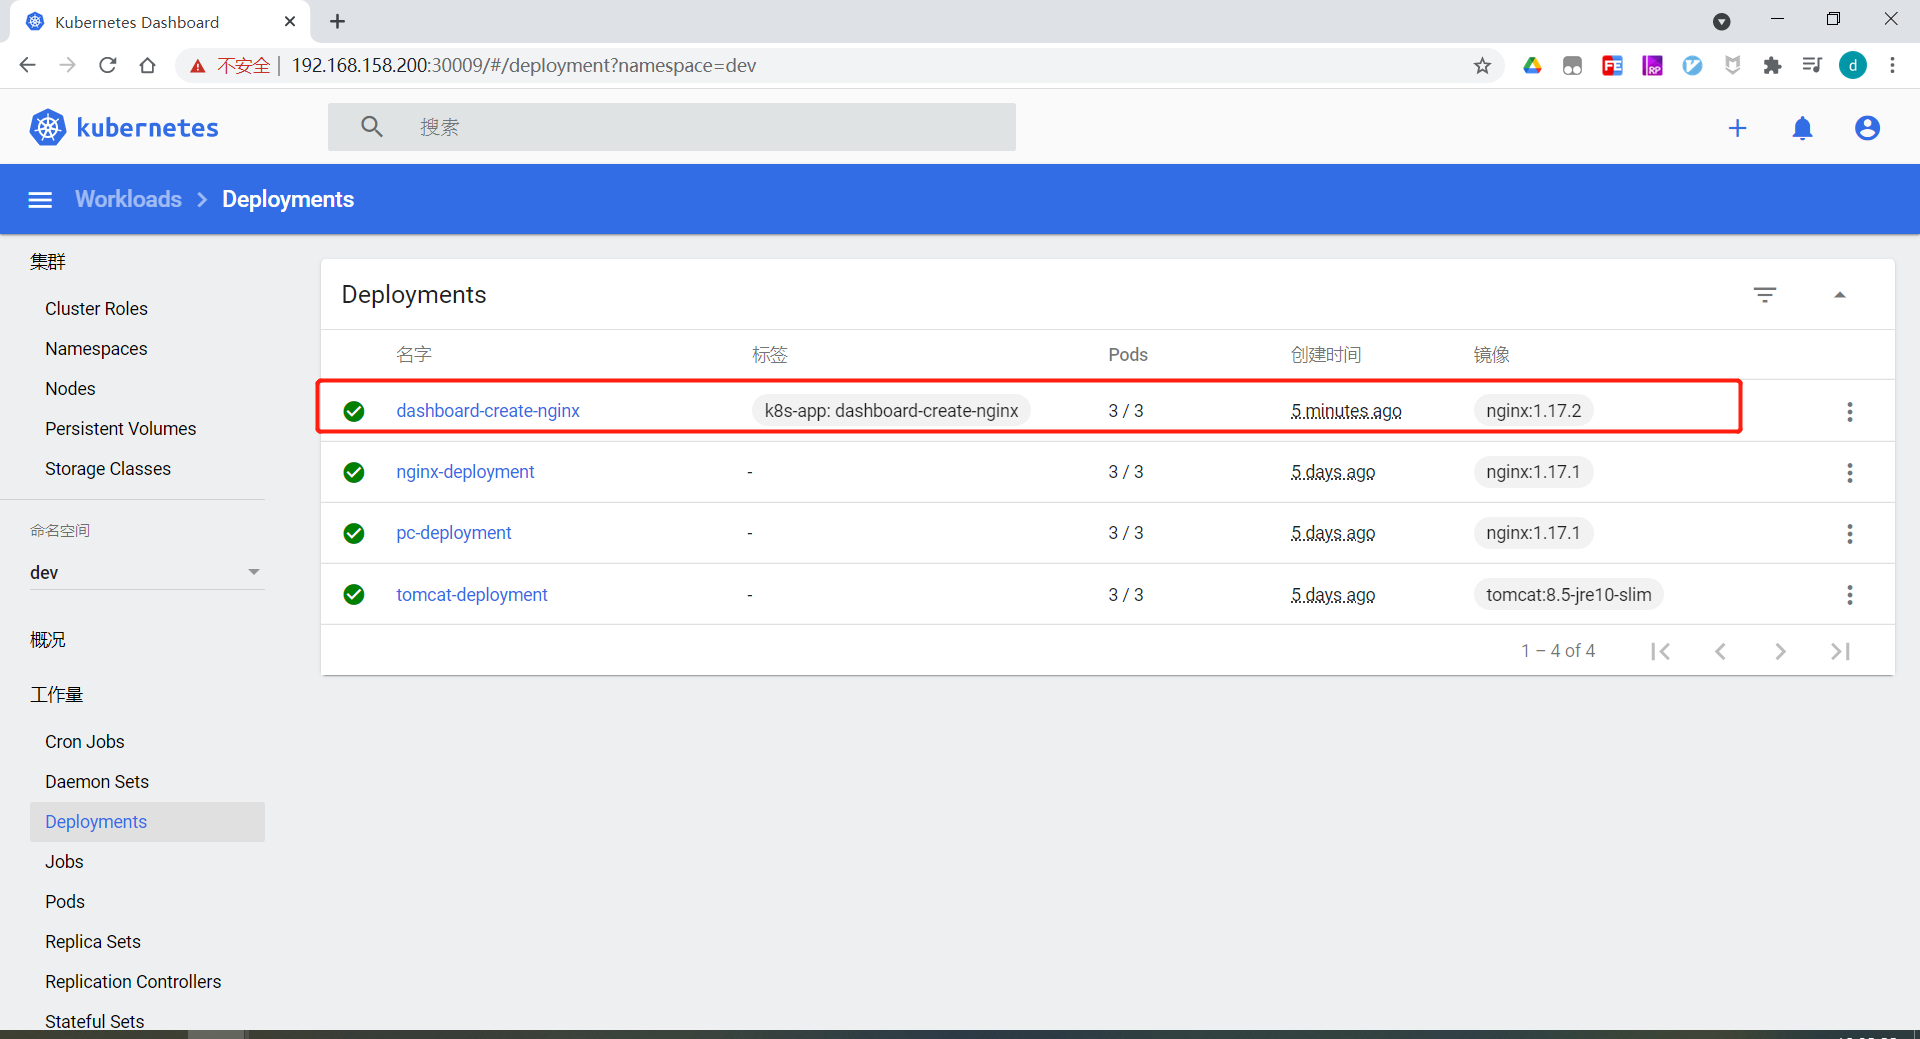 Kubernetes Dashboard
不安全 192.168.158.200:30009/#/deployment?namespace=dev
FE
RP
d
kubernetes
搜索
Workloads Deployments
集群
Cluster Roles
Namespaces
Nodes
Persistent Volumes
Storage Classes
命名空间
dev
概况
工作量
Cron Jobs
Daemon Sets
Deployments
Jobs
Pods
Replica Sets
Replication Controllers
Stateful Sets
Deployments
名字 标签 Pods 创建时间 镜像
dashboard-create-nginx k8s-app: dashboard-create-nginx 3 / 3 5 minutes ago nginx:1.17.2
nginx-deployment - 3 / 3 5 days ago nginx:1.17.1
pc-deployment - 3 / 3 5 days ago nginx:1.17.1
tomcat-deployment - 3 / 3 5 days ago tomcat:8.5-jre10-slim
1 – 4 of 4